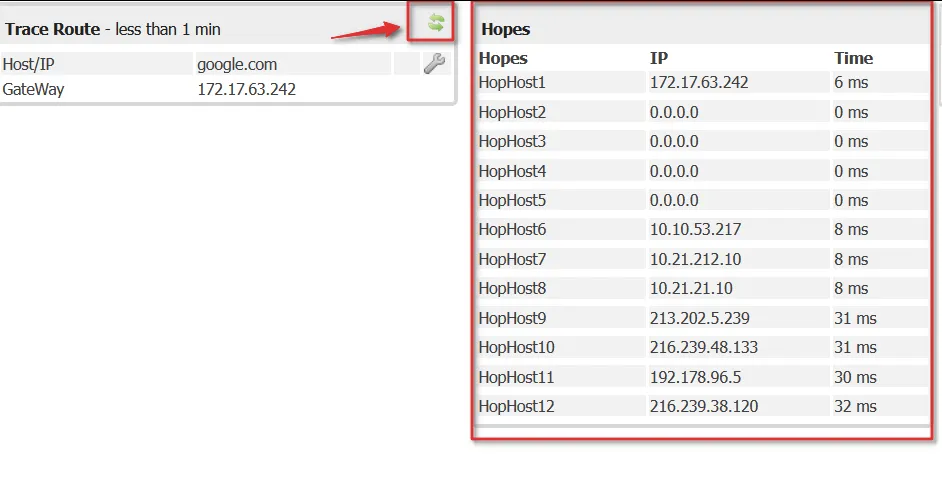 Trace Route - less than 1 min
Host/IP google.com
GateWay 172.17.63.242
Hopes
Hopes IP Time
HopHost1 172.17.63.242 6 ms
HopHost2 0.0.0.0 0 ms
HopHost3 0.0.0.0 0 ms
HopHost4 0.0.0.0 0 ms
HopHost5 0.0.0.0 0 ms
HopHost6 10.10.53.217 8 ms
HopHost7 10.21.212.10 8 ms
HopHost8 10.21.21.10 8 ms
HopHost9 213.202.5.239 31 ms
HopHost10 216.239.48.133 31 ms
HopHost11 192.178.96.5 30 ms
HopHost12 216.239.38.120 32 ms